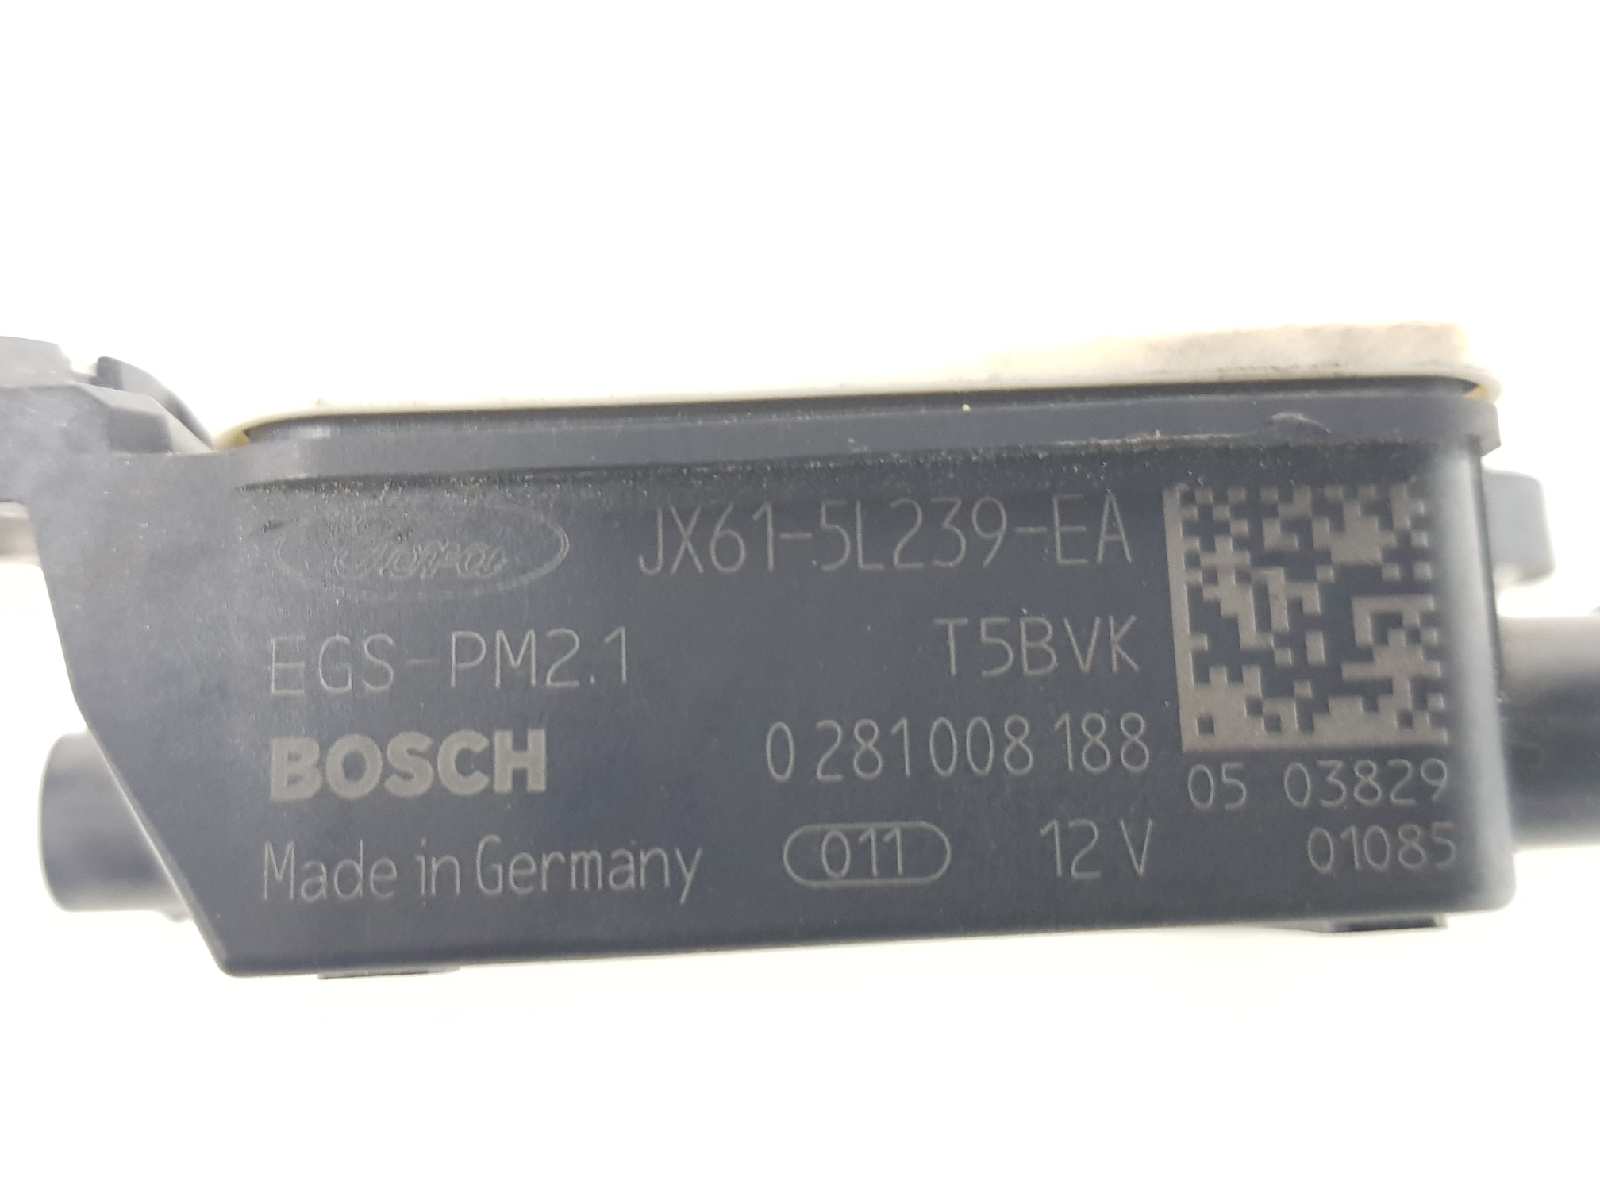 Ford JX61-5L239-EA
EGS-PM2.1 T5BVK
BOSCH 0 281 008 188
05 03829
Made in Germany 011 12 V 01085